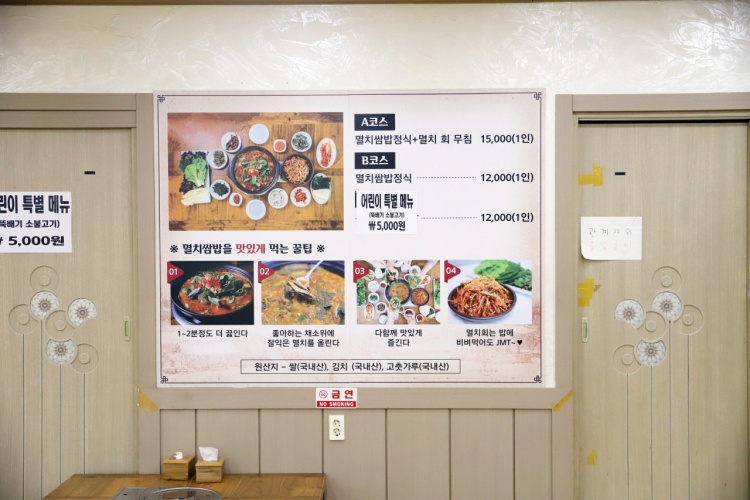 A코스
멸치쌈밥정식+멸치 회 무침 15,000(1인)
B코스
멸치쌈밥정식 12,000(1인)
어린이 특별 메뉴
(뚝배기 소불고기)
₩5,000원
12,000(1인)
린이 특별 메뉴
뚝배기 소불고기)
5,000원
※ 멸치쌈밥을 맛있게 먹는 꿀팁 ※
01
02
03
04
1~2분정도 더 끓인다
좋아하는 채소위에
잘익은 멸치를 올린다
다함께 맛있게
즐긴다
멸치회는 밥에
비벼먹어도 JMT~♥
원산지 – 쌀(국내산), 김치 (국내산), 고춧가루(국내산)
금연
NO SMOKING